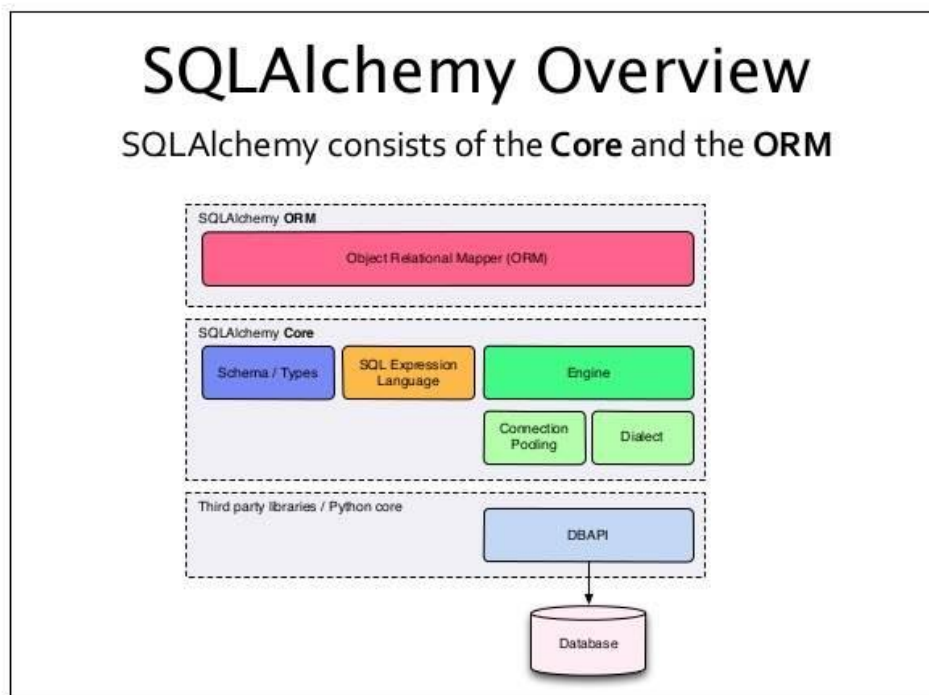 SQLAlchemy Overview
SQLAlchemy consists of the Core and the ORM
SQLAlchemy ORM
Object Relational Mapper (ORM)
SQLAlchemy Core
Schema / Types
SQL Expression
Language
Engine
Connection
Pooling
Dialect
Third party libraries / Python core
DBAPI
Database